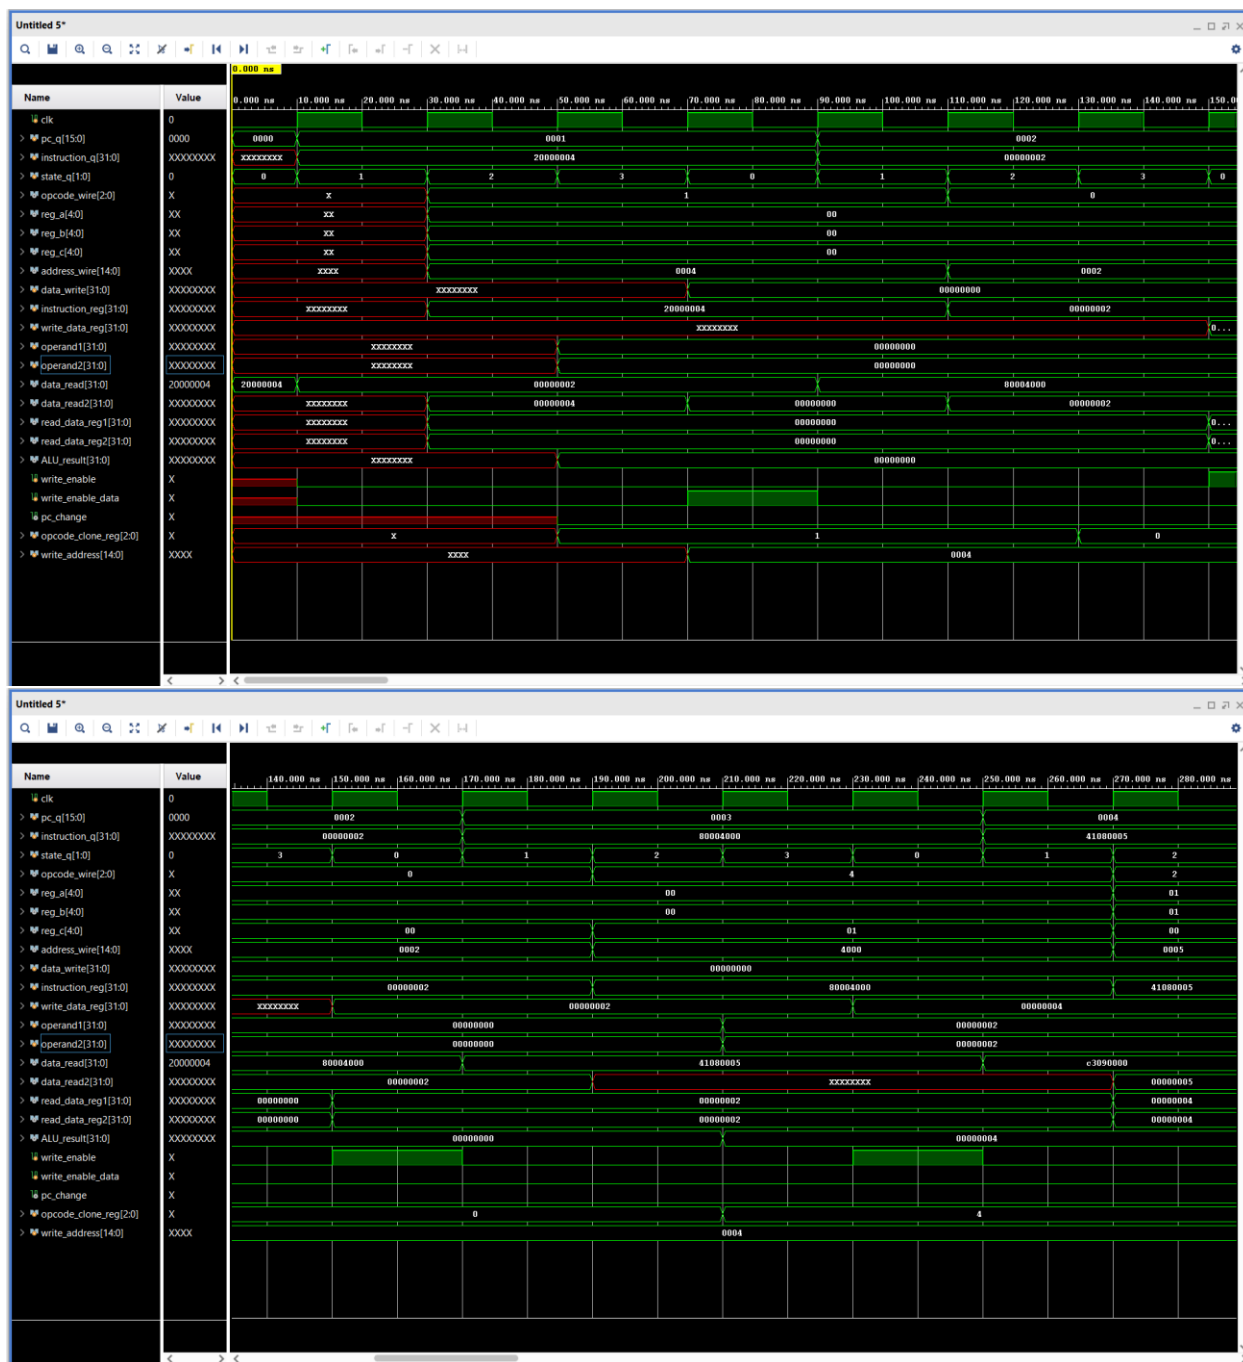 Untitled 5*
0.000 ns
Name Value 0.000 ns 10.000 ns 20.000 ns 30.000 ns 40.000 ns 50.000 ns 60.000 ns 70.000 ns 80.000 ns 90.000 ns 100.000 ns 110.000 ns 120.000 ns 130.000 ns 140.000 ns 150.00
clk 0
pc_q[15:0] 0000 0000 0001 0002
instruction_q[31:0] XXXXXXXX XXXXXXXX 20000004 00000002
state_q[1:0] 0 0 1 2 3 0 1 2 3 0
opcode_wire[2:0] X X 1 0
reg_a[4:0] XX XX 00
reg_b[4:0] XX XX 00
reg_c[4:0] XX XX 00
address_wire[14:0] XXXX XXXX 0004 0002
data_write[31:0] XXXXXXXX XXXXXXXX 00000000
instruction_reg[31:0] XXXXXXXX XXXXXXXX 20000004 00000002
write_data_reg[31:0] XXXXXXXX XXXXXXXX 0...
operand1[31:0] XXXXXXXX XXXXXXXX 00000000
operand2[31:0] XXXXXXXX XXXXXXXX 00000000
data_read[31:0] 20000004 20000004 00000002 80004000
data_read2[31:0] XXXXXXXX XXXXXXXX 00000004 00000000 00000002
read_data_reg1[31:0] XXXXXXXX XXXXXXXX 00000000 0...
read_data_reg2[31:0] XXXXXXXX XXXXXXXX 00000000 0...
ALU_result[31:0] XXXXXXXX XXXXXXXX 00000000
write_enable X
write_enable_data X
pc_change X
opcode_clone_reg[2:0] X X 1 0
write_address[14:0] XXXX XXXX 0004
Untitled 5*
Name Value 140.000 ns 150.000 ns 160.000 ns 170.000 ns 180.000 ns 190.000 ns 200.000 ns 210.000 ns 220.000 ns 230.000 ns 240.000 ns 250.000 ns 260.000 ns 270.000 ns 280.000 ns
clk 0
pc_q[15:0] 0000 0002 0003 0004
instruction_q[31:0] XXXXXXXX 00000002 80004000 41080005
state_q[1:0] 0 3 0 1 2 3 0 1 2
opcode_wire[2:0] X 0 4 2
reg_a[4:0] XX 00 01
reg_b[4:0] XX 00 01
reg_c[4:0] XX 00 01 00
address_wire[14:0] XXXX 0002 4000 0005
data_write[31:0] XXXXXXXX 00000000
instruction_reg[31:0] XXXXXXXX 00000002 80004000 41080005
write_data_reg[31:0] XXXXXXXX XXXXXXXX 00000002 00000004
operand1[31:0] XXXXXXXX 00000000 00000002
operand2[31:0] XXXXXXXX 00000000 00000002
data_read[31:0] 20000004 80004000 41080005 c3090000
data_read2[31:0] XXXXXXXX 00000002 XXXXXXXX 00000005
read_data_reg1[31:0] XXXXXXXX 00000000 00000002 00000004
read_data_reg2[31:0] XXXXXXXX 00000000 00000002 00000004
ALU_result[31:0] XXXXXXXX 00000000 00000004
write_enable X
write_enable_data X
pc_change X
opcode_clone_reg[2:0] X 0 4
write_address[14:0] XXXX 0004